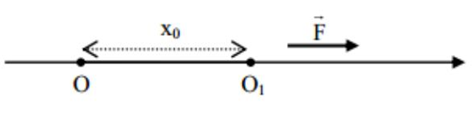 x₀ F⃗
O O₁